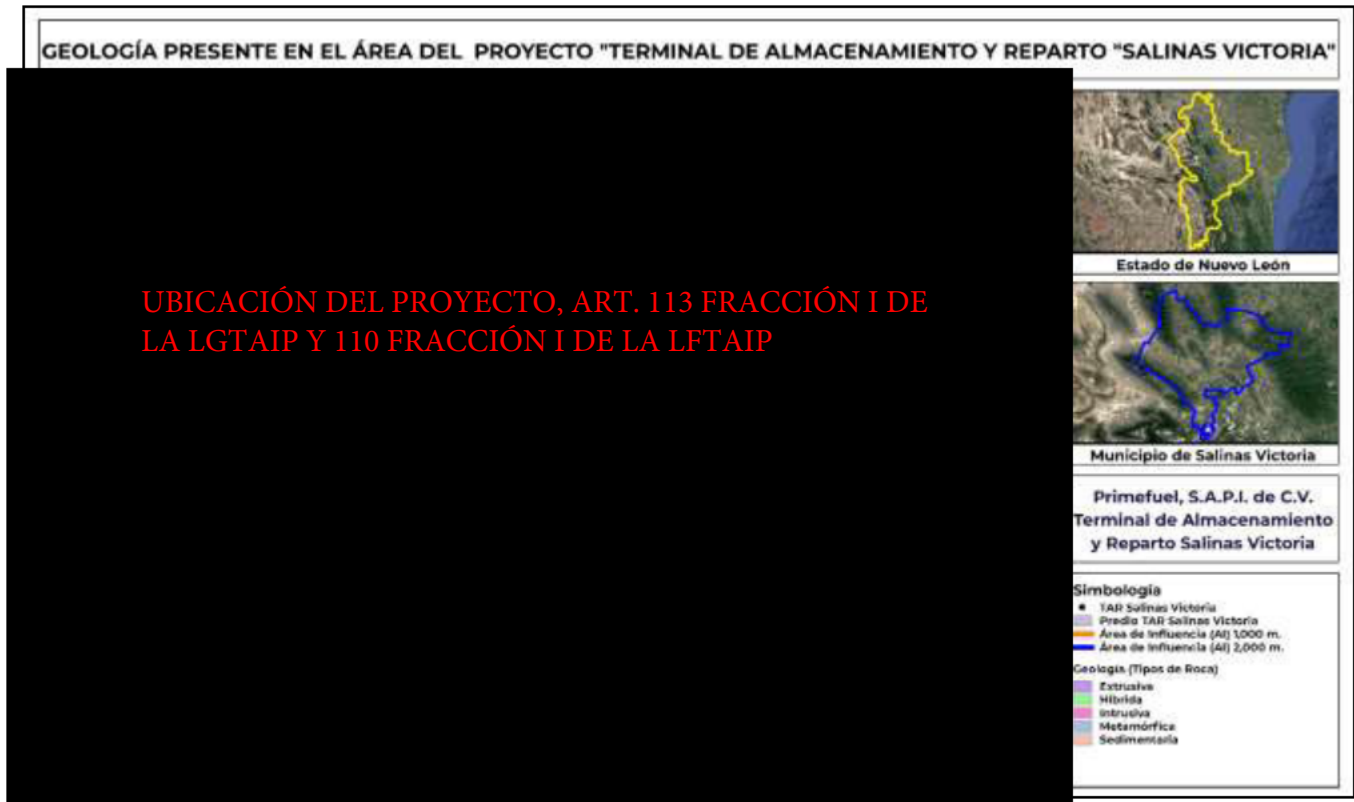 GEOLOGÍA PRESENTE EN EL ÁREA DEL PROYECTO "TERMINAL DE ALMACENAMIENTO Y REPARTO "SALINAS VICTORIA"
UBICACIÓN DEL PROYECTO, ART. 113 FRACCIÓN I DE
LA LGTAIP Y 110 FRACCIÓN I DE LA LFTAIP
Estado de Nuevo León
Municipio de Salinas Victoria
Primefuel, S.A.P.I. de C.V.
Terminal de Almacenamiento
y Reparto Salinas Victoria
Simbología
TAR Salinas Victoria
Predio TAR Salinas Victoria
Área de Influencia (AI) 1,000 m.
Área de Influencia (AI) 2,000 m.
Geología (Tipos de Roca)
Extrusiva
Híbrida
Intrusiva
Metamórfica
Sedimentaria